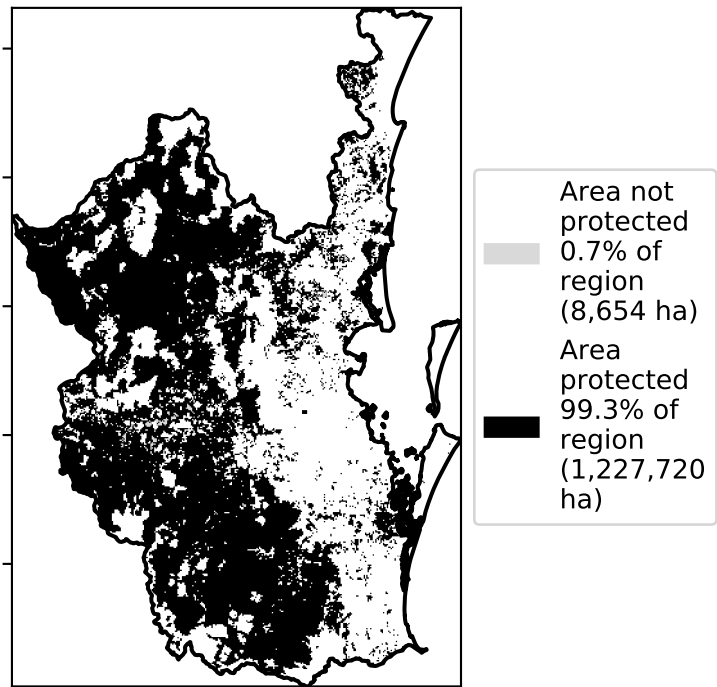 Area not
protected
0.7% of
region
(8,654 ha)
Area
protected
99.3% of
region
(1,227,720
ha)